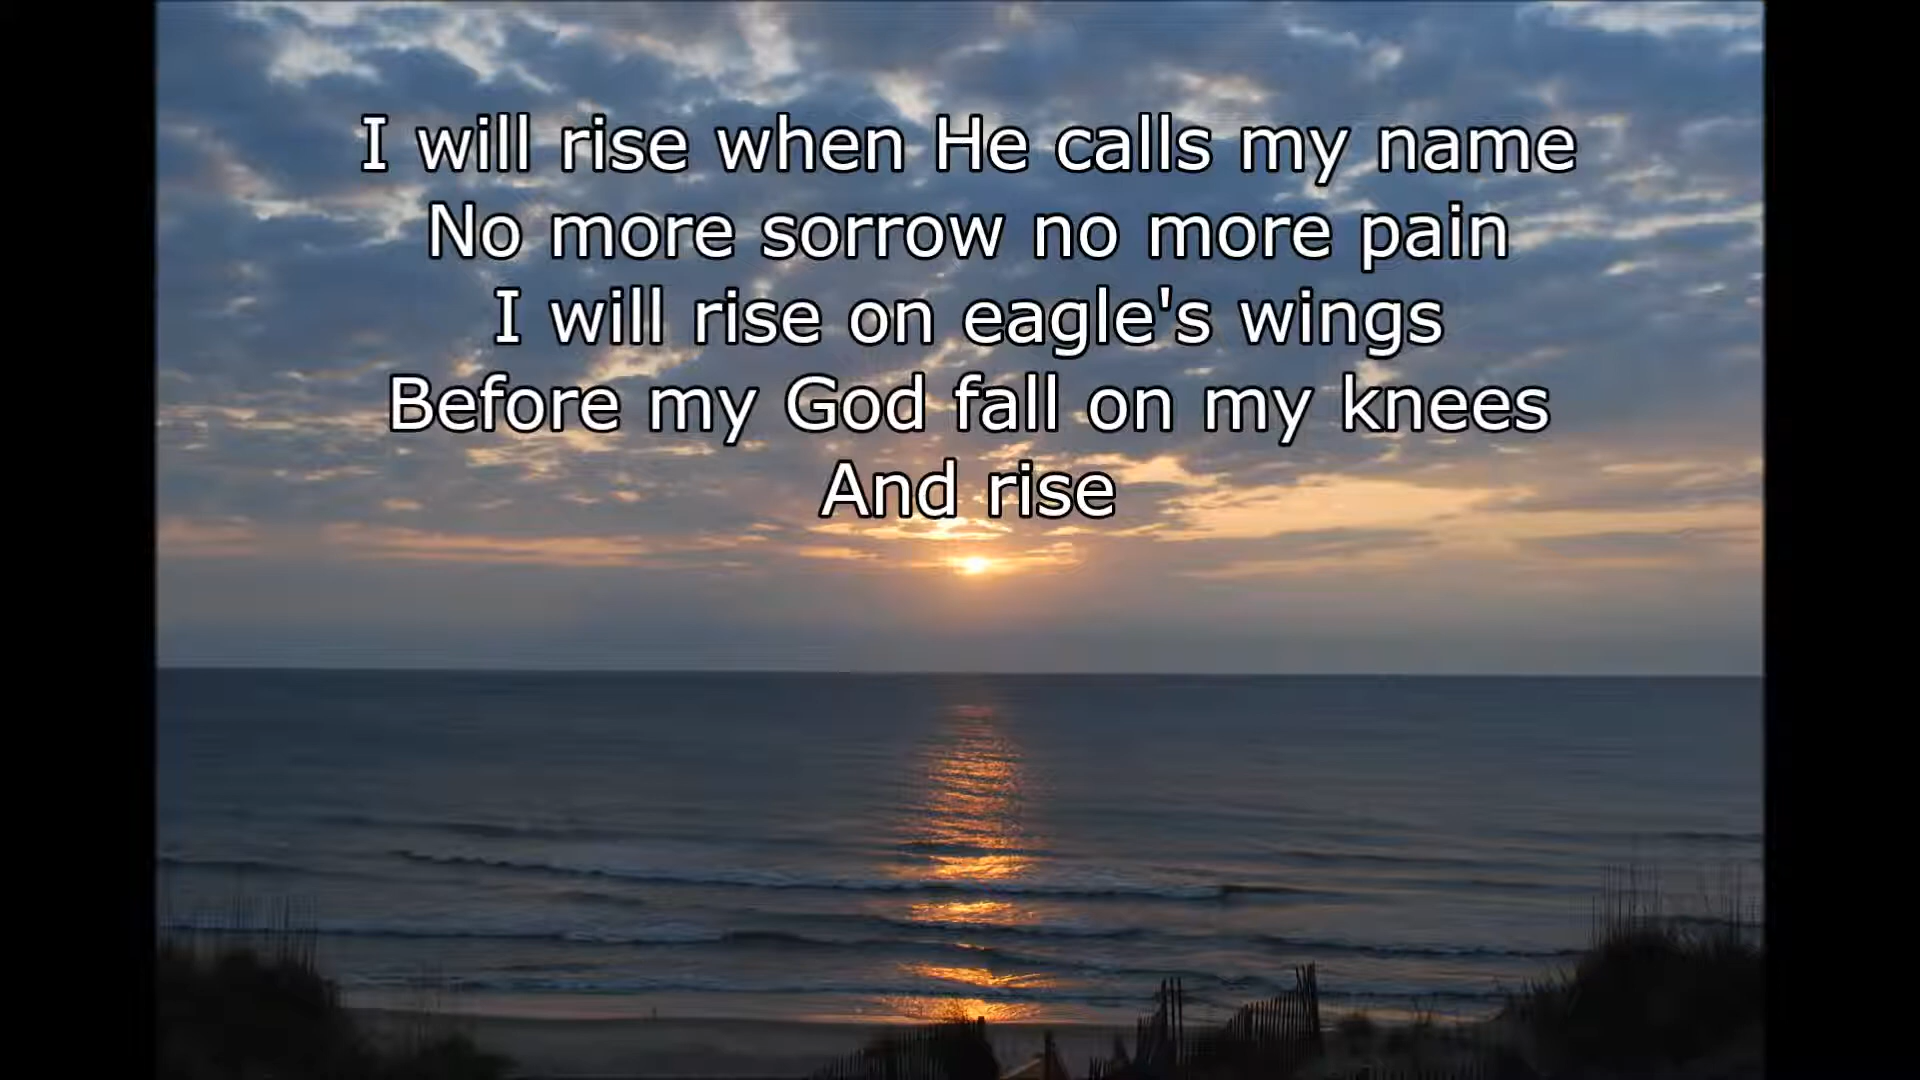 I will rise when He calls my name
No more sorrow no more pain
I will rise on eagle's wings
Before my God fall on my knees
And rise